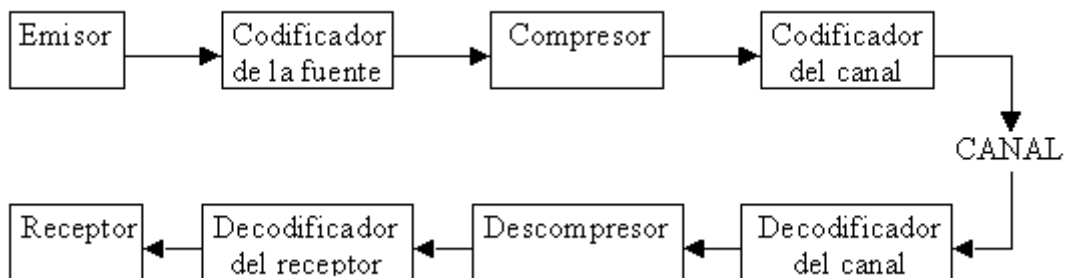 Emisor
Codificador
de la fuente
Compresor
Codificador
del canal
CANAL
Decodificador
del canal
Descompresor
Decodificador
del receptor
Receptor